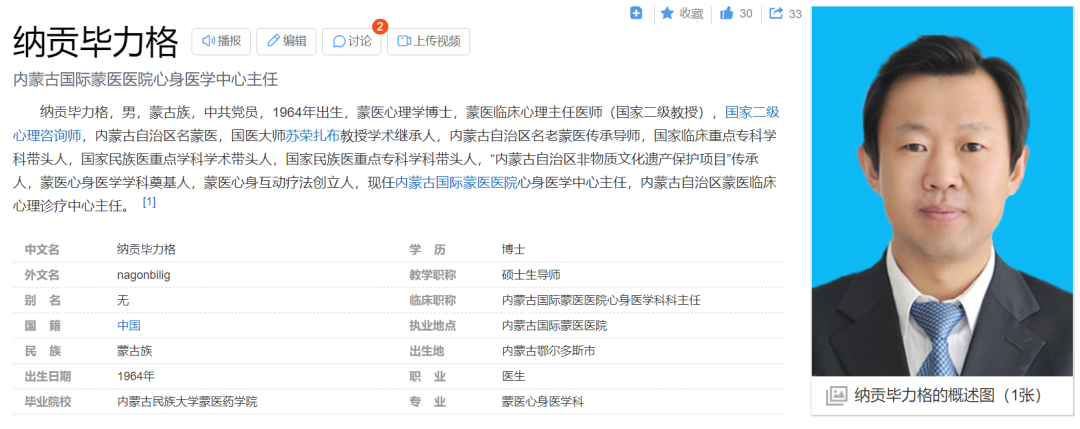 收藏 30 33
纳贡毕力格 播报 编辑 讨论 2 上传视频
内蒙古国际蒙医医院心身医学中心主任
纳贡毕力格，男，蒙古族，中共党员，1964年出生，蒙医心理学博士，蒙医临床心理主任医师（国家二级教授），国家二级
心理咨询师，内蒙古自治区名蒙医，国医大师苏荣扎布教授学术继承人，内蒙古自治区名老蒙医传承导师，国家临床重点专科学
科带头人，国家民族医重点学科学术带头人，国家民族医重点专科学科带头人，“内蒙古自治区非物质文化遗产保护项目”传承
人，蒙医心身医学学科奠基人，蒙医心身互动疗法创立人，现任内蒙古国际蒙医医院心身医学中心主任，内蒙古自治区蒙医临床
心理诊疗中心主任。 [1]
中文名 纳贡毕力格 学 历 博士
外文名 nagonbilig 教学职称 硕士生导师
别 名 无 临床职称 内蒙古国际蒙医医院心身医学科科主任
国 籍 中国 执业地点 内蒙古国际蒙医医院
民 族 蒙古族 出生地 内蒙古鄂尔多斯市
出生日期 1964年 职 业 医生
毕业院校 内蒙古民族大学蒙医药学院 专 业 蒙医心身医学科
纳贡毕力格的概述图（1张）